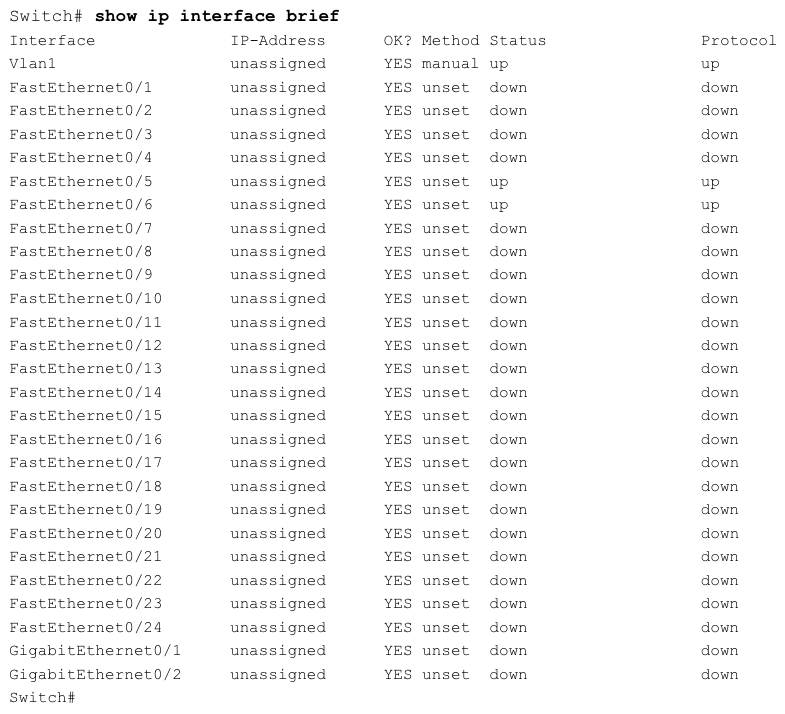 Switch# show ip interface brief
Interface IP-Address OK? Method Status Protocol
Vlan1 unassigned YES manual up up
FastEthernet0/1 unassigned YES unset down down
FastEthernet0/2 unassigned YES unset down down
FastEthernet0/3 unassigned YES unset down down
FastEthernet0/4 unassigned YES unset down down
FastEthernet0/5 unassigned YES unset up up
FastEthernet0/6 unassigned YES unset up up
FastEthernet0/7 unassigned YES unset down down
FastEthernet0/8 unassigned YES unset down down
FastEthernet0/9 unassigned YES unset down down
FastEthernet0/10 unassigned YES unset down down
FastEthernet0/11 unassigned YES unset down down
FastEthernet0/12 unassigned YES unset down down
FastEthernet0/13 unassigned YES unset down down
FastEthernet0/14 unassigned YES unset down down
FastEthernet0/15 unassigned YES unset down down
FastEthernet0/16 unassigned YES unset down down
FastEthernet0/17 unassigned YES unset down down
FastEthernet0/18 unassigned YES unset down down
FastEthernet0/19 unassigned YES unset down down
FastEthernet0/20 unassigned YES unset down down
FastEthernet0/21 unassigned YES unset down down
FastEthernet0/22 unassigned YES unset down down
FastEthernet0/23 unassigned YES unset down down
FastEthernet0/24 unassigned YES unset down down
GigabitEthernet0/1 unassigned YES unset down down
GigabitEthernet0/2 unassigned YES unset down down
Switch#